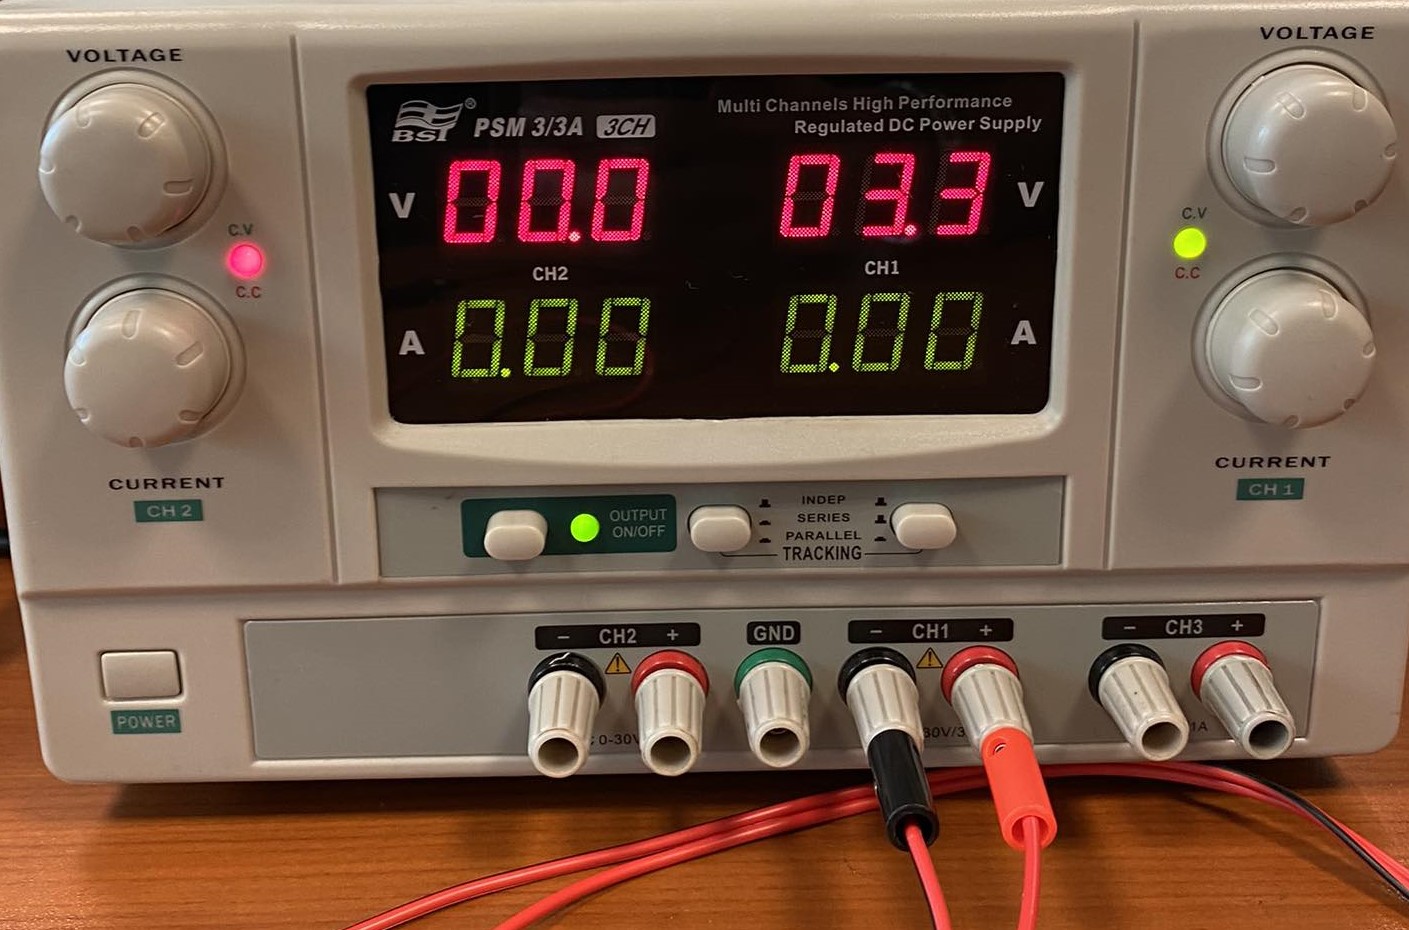 VOLTAGE
VOLTAGE
BSI® PSM 3/3A 3CH
Multi Channels High Performance
Regulated DC Power Supply
V 00.0 03.3 V
C.V
C.C
C.V
C.C
CH2 CH1
A 0.00 0.00 A
CURRENT
CH 2
CURRENT
CH 1
OUTPUT
ON/OFF
INDEP
SERIES
PARALLEL
TRACKING
POWER
− CH2 +
GND
− CH1 +
− CH3 +